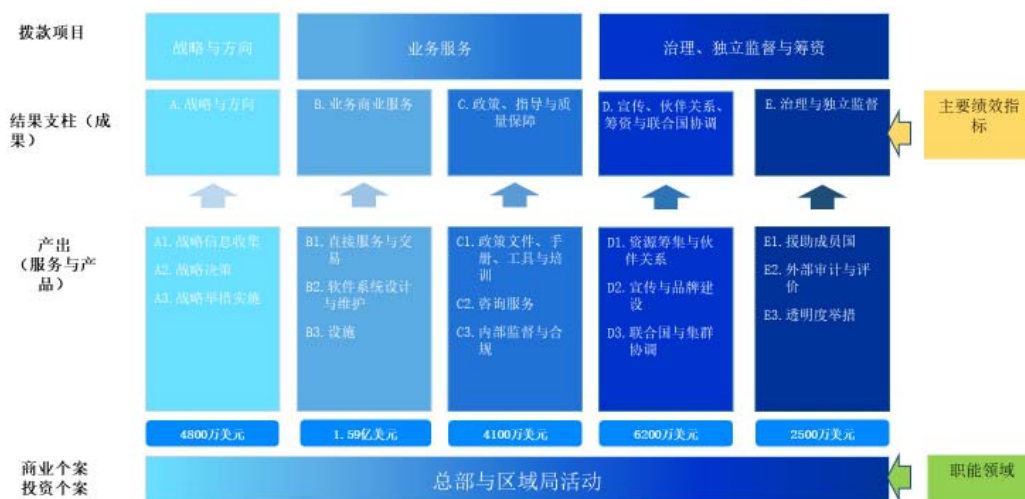 拨款项目
战略与方向
业务服务
治理、独立监督与筹资
结果支柱（成
果）
A.战略与方向
B.业务商业服务
C.政策、指导与质
量保障
D.宣传、伙伴关系、
筹资与联合国协调
E.治理与独立监督
主要绩效指
标
产出
（服务与产
品）
A1.战略信息收集
A2.战略决策
A3.战略举措实施
B1.直接服务与交
易
B2.软件系统设计
与维护
B3.设施
C1.政策文件、手
册、工具与培
训
C2.咨询服务
C3.内部监督与合
规
D1.资源筹集与伙
伴关系
D2.宣传与品牌建
设
D3.联合国与集群
协调
E1.援助成员国
E2.外部审计与评
价
E3.透明度举措
4800万美元
1.59亿美元
4100万美元
6200万美元
2500万美元
商业个案
投资个案
总部与区域局活动
职能领域